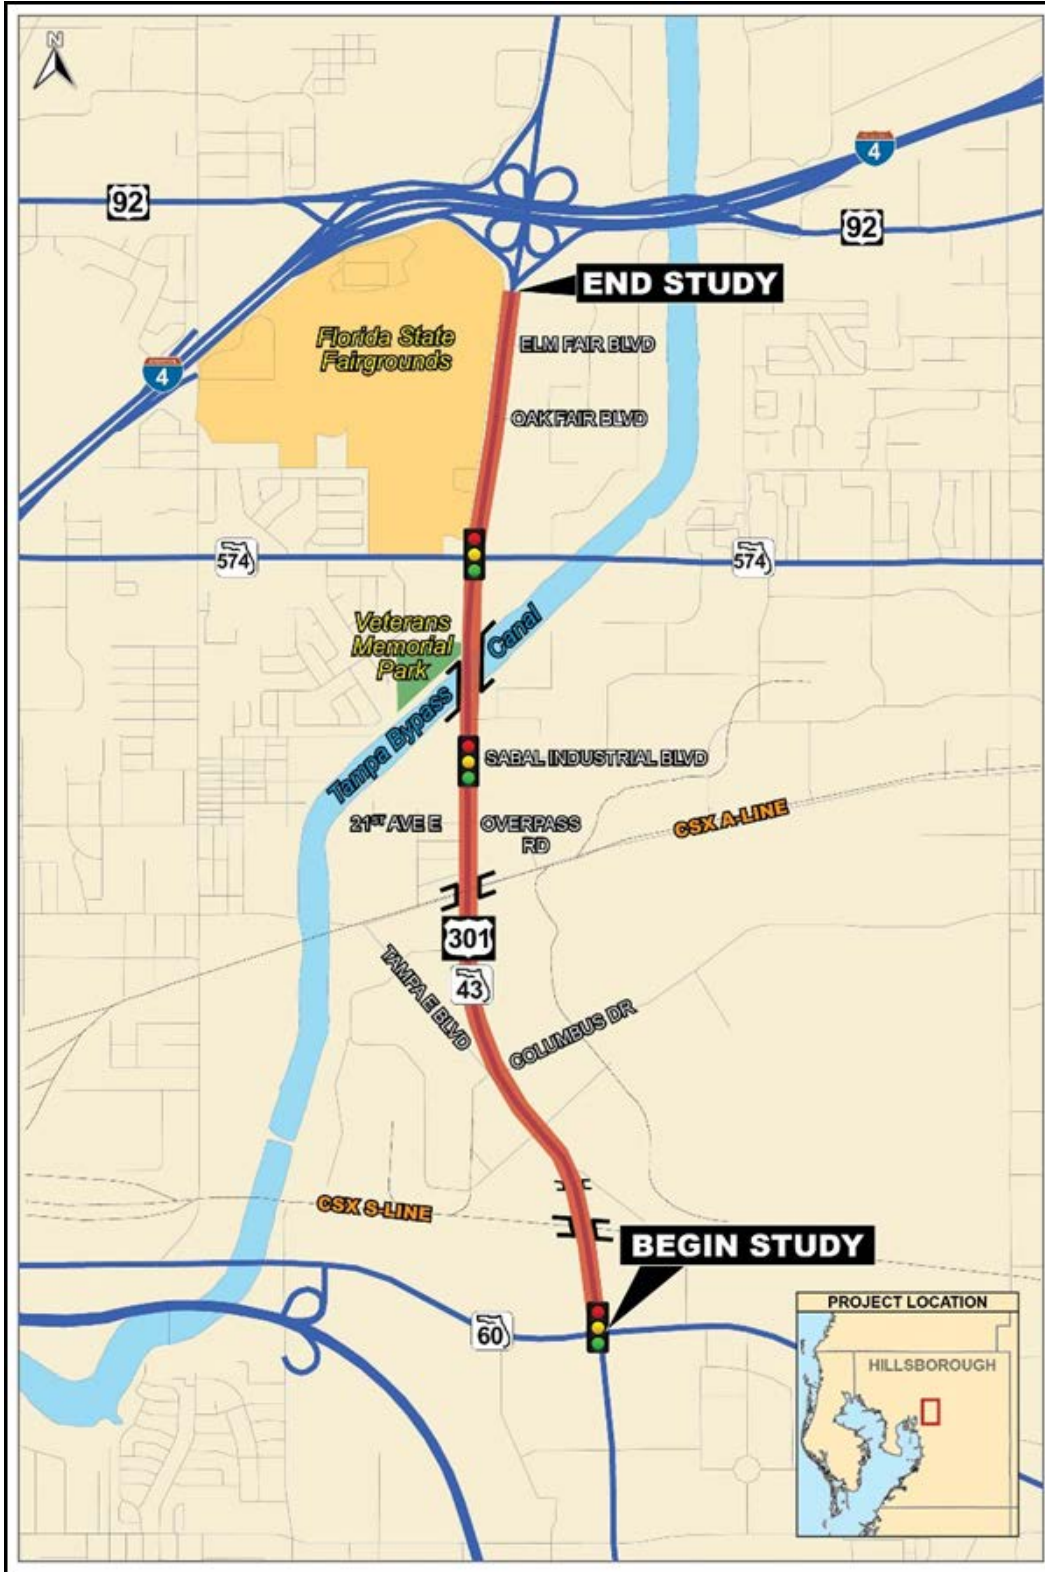 N
4
92
92
END STUDY
Florida State
Fairgrounds
ELM FAIR BLVD
4
OAK FAIR BLVD
574
574
Veterans
Memorial
Park
Canal
Tampa Bypass
SABAL INDUSTRIAL BLVD
21ST AVE E
OVERPASS
RD
CSX A-LINE
301
43
TAMPA E BLVD
COLUMBUS DR
CSX S-LINE
BEGIN STUDY
60
PROJECT LOCATION
HILLSBOROUGH